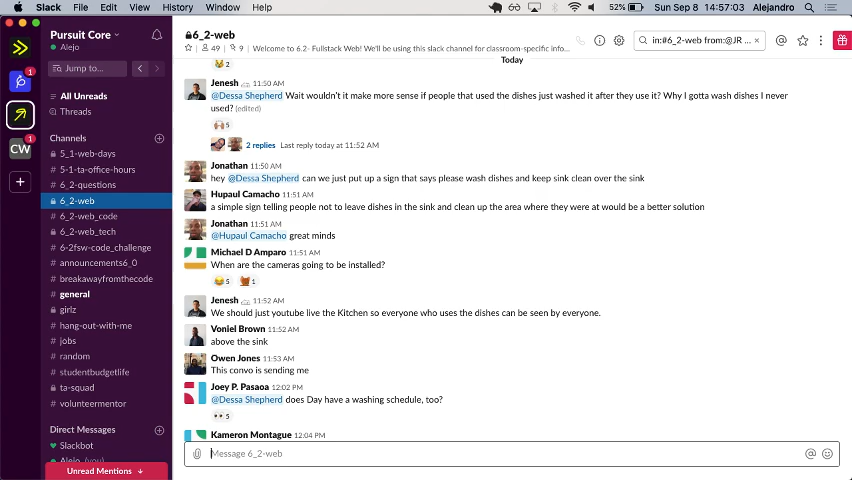 Slack File Edit View History Window Help 52% Sun Sep 8 14:57:03 Alejandro
Pursuit Core
Alejo
Jump to...
All Unreads
Threads
Channels
5_1-web-days
5-1-ta-office-hours
6_2-questions
6_2-web
6_2-web_code
6_2-web_tech
6-2fsw-code_challenge
announcements6_0
breakawayfromthecode
general
girlz
hang-out-with-me
jobs
random
studentbudgetlife
ta-squad
volunteermentor
Direct Messages
Slackbot
Alejo (you)
Unread Mentions ↓
1
CW
1
6_2-web
49 9 Welcome to 6.2- Fullstack Web! We'll be using this slack channel for classroom-specific info...
in:#6_2-web from:@JR ...
Today
2
Jenesh 11:50 AM
@Dessa Shepherd Wait wouldn't it make more sense if people that used the dishes just washed it after they use it? Why I gotta wash dishes I never
used? (edited)
5
2 replies Last reply today at 11:52 AM
Jonathan 11:50 AM
hey @Dessa Shepherd can we just put up a sign that says please wash dishes and keep sink clean over the sink
Hupaul Camacho 11:51 AM
a simple sign telling people not to leave dishes in the sink and clean up the area where they were at would be a better solution
Jonathan 11:51 AM
@Hupaul Camacho great minds
Michael D Amparo 11:51 AM
When are the cameras going to be installed?
5 1
Jenesh 11:52 AM
We should just youtube live the Kitchen so everyone who uses the dishes can be seen by everyone.
Voniel Brown 11:52 AM
above the sink
Owen Jones 11:53 AM
This convo is sending me
Joey P. Pasaoa 12:02 PM
@Dessa Shepherd does Day have a washing schedule, too?
5
Kameron Montague 12:04 PM
Message 6_2-web